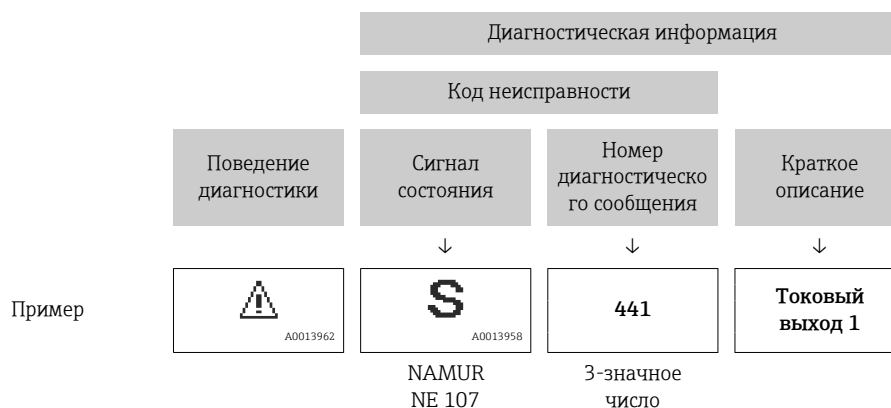 Диагностическая информация
Код неисправности
Поведение
диагностики
Сигнал
состояния
Номер
диагностическо
го сообщения
Краткое
описание
↓
↓
↓
Пример
A0013962
S
A0013958
441
Токовый
выход 1
NAMUR
NE 107
3-значное
число